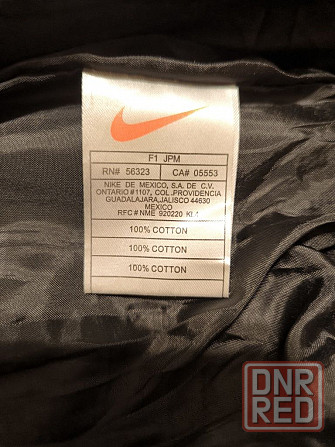 F1 JPM
RN# 56323 CA# 05553
NIKE DE MEXICO, S.A. DE C.V.
ONTARIO #1107, COL.PROVIDENCIA
GUADALAJARA,JALISCO 44630
MEXICO
RFC#NME 920220
100% COTTON
100% COTTON
100% COTTON
DNR
RED